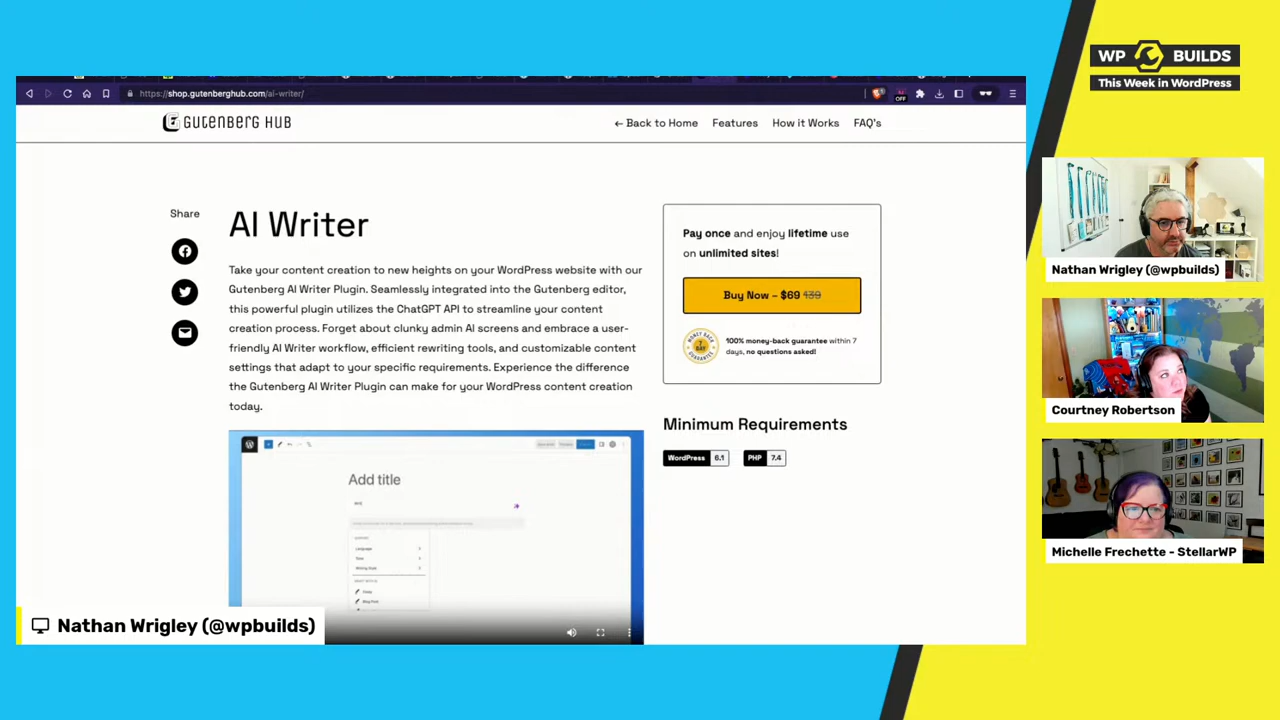 WP BUILDS
This Week in WordPress
https://shop.gutenberghub.com/ai-writer/
OFF
GUTENBERG HUB
← Back to Home Features How it Works FAQ's
Share
AI Writer
Take your content creation to new heights on your WordPress website with our
Gutenberg AI Writer Plugin. Seamlessly integrated into the Gutenberg editor,
this powerful plugin utilizes the ChatGPT API to streamline your content
creation process. Forget about clunky admin AI screens and embrace a user-
friendly AI Writer workflow, efficient rewriting tools, and customizable content
settings that adapt to your specific requirements. Experience the difference
the Gutenberg AI Writer Plugin can make for your WordPress content creation
today.
Pay once and enjoy lifetime use
on unlimited sites!
Buy Now – $69 139
100% money-back guarantee within 7
days, no questions asked!
Minimum Requirements
WordPress 6.1 PHP 7.4
Add title
Language
Tone
Writing Style
Blog Post
Nathan Wrigley (@wpbuilds)
Nathan Wrigley (@wpbuilds)
Courtney Robertson
Michelle Frechette - StellarWP